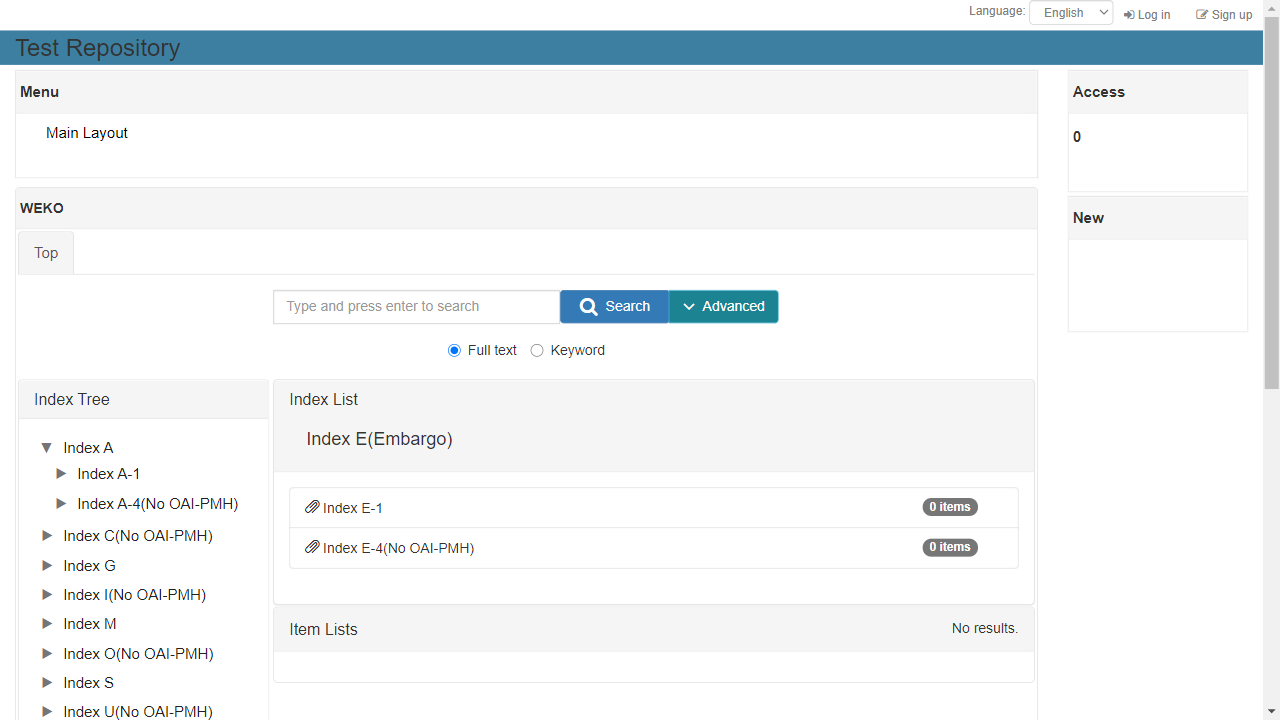 Language: English Log in Sign up
Test Repository
Menu
Main Layout
Access
0
New
WEKO
Top
Type and press enter to search Search Advanced
Full text Keyword
Index Tree
Index A
Index A-1
Index A-4(No OAI-PMH)
Index C(No OAI-PMH)
Index G
Index I(No OAI-PMH)
Index M
Index O(No OAI-PMH)
Index S
Index U(No OAI-PMH)
Index List
Index E(Embargo)
Index E-1 0 items
Index E-4(No OAI-PMH) 0 items
Item Lists No results.